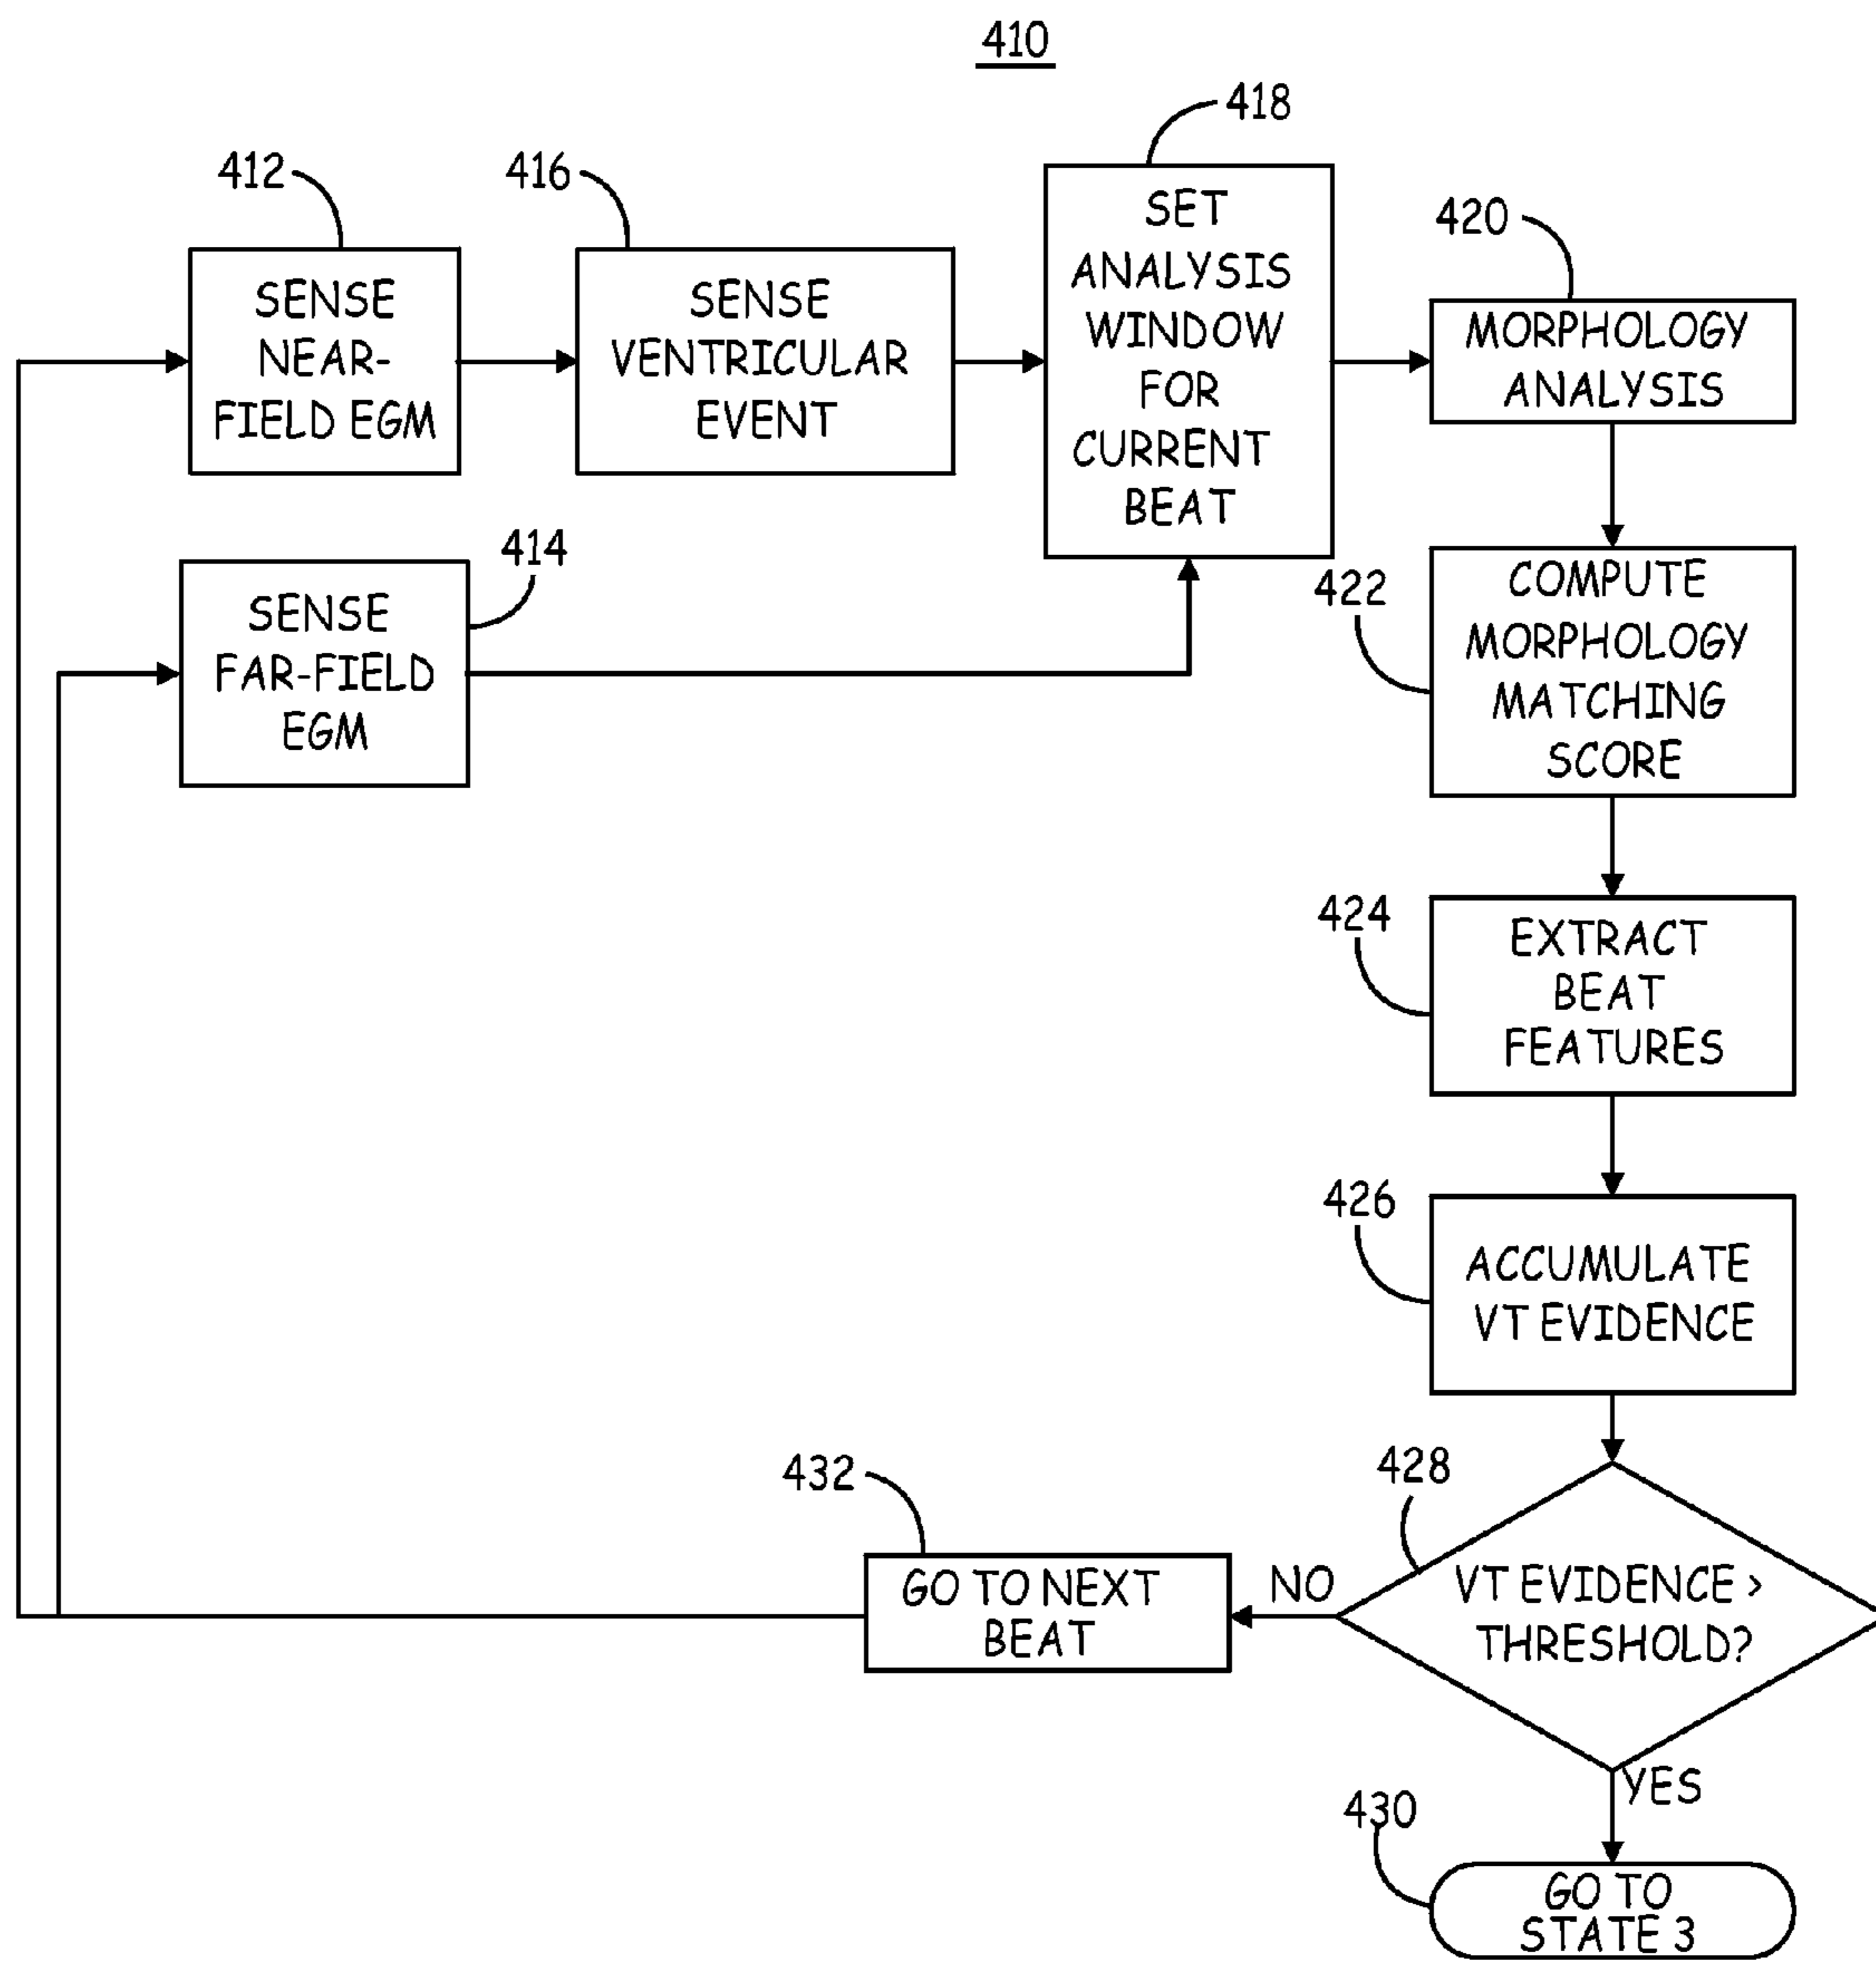 410
412
SENSE
NEAR-
FIELD EGM
416
SENSE
VENTRICULAR
EVENT
418
SET
ANALYSIS
WINDOW
FOR
CURRENT
BEAT
420
MORPHOLOGY
ANALYSIS
414
SENSE
FAR-FIELD
EGM
422
COMPUTE
MORPHOLOGY
MATCHING
SCORE
424
EXTRACT
BEAT
FEATURES
426
ACCUMULATE
VT EVIDENCE
428
VT EVIDENCE >
THRESHOLD?
NO
432
GO TO NEXT
BEAT
YES
430
GO TO
STATE 3